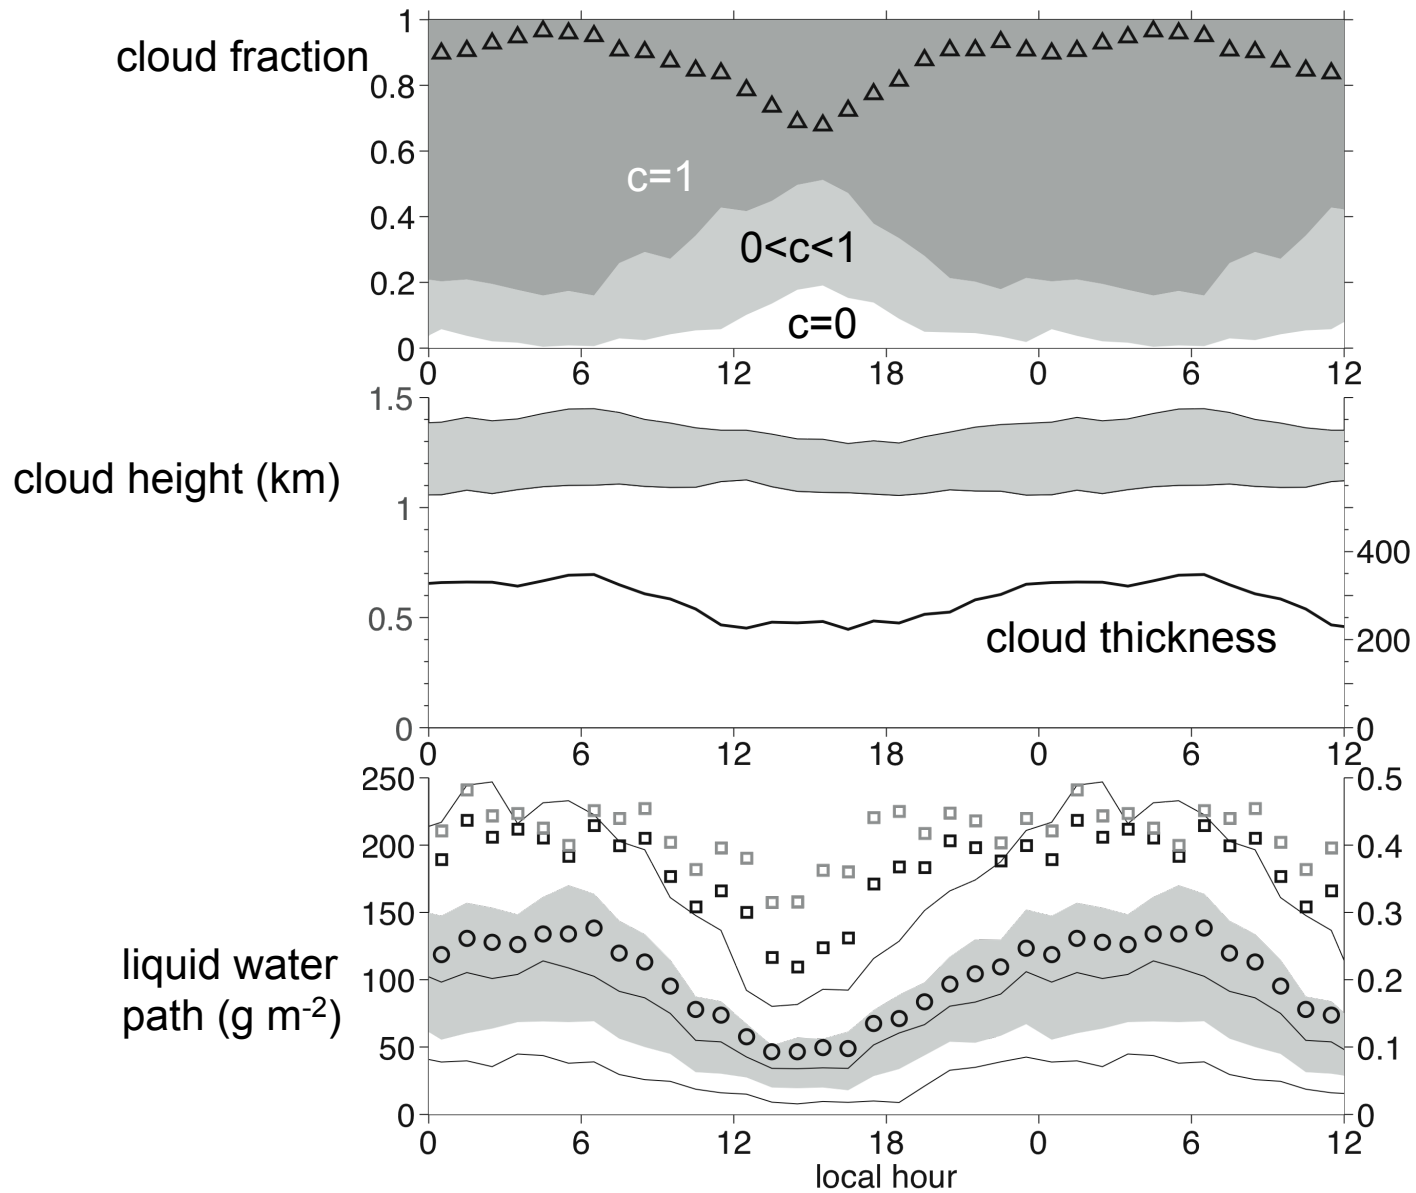 cloud fraction
1
0.8
0.6
0.4
0.2
0
c=1
0<c<1
c=0
0 6 12 18 0 6 12
cloud height (km)
1.5
1
0.5
0
400
200
0
cloud thickness
0 6 12 18 0 6 12
liquid water
path (g m-2)
250
200
150
100
50
0
0.5
0.4
0.3
0.2
0.1
0
0 6 12 18 0 6 12
local hour